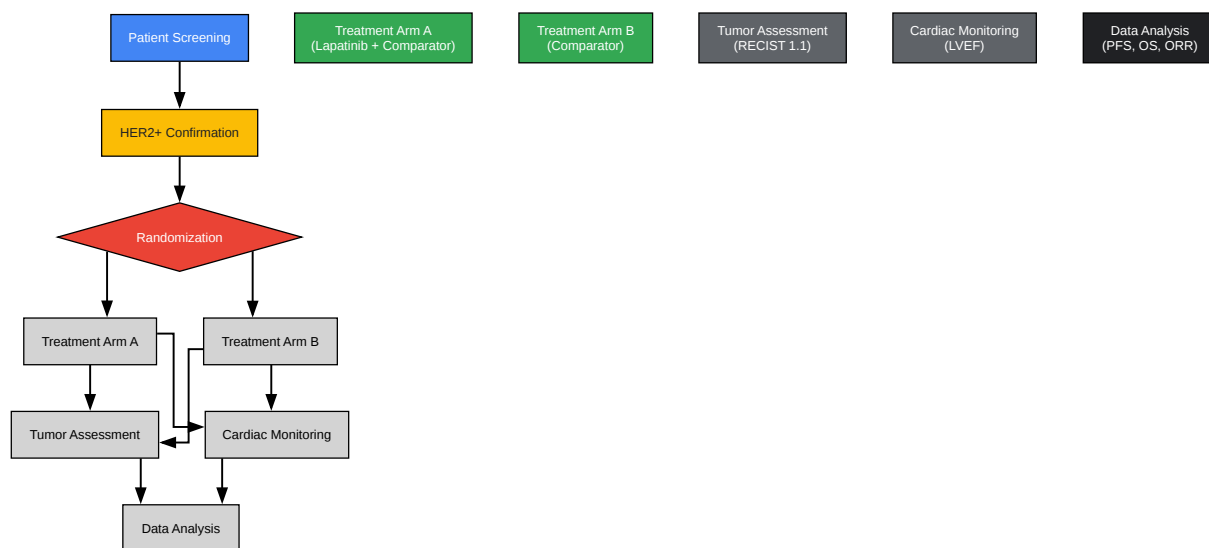 Patient Screening
Treatment Arm A
(Lapatinib + Comparator)
Treatment Arm B
(Comparator)
Tumor Assessment
(RECIST 1.1)
Cardiac Monitoring
(LVEF)
Data Analysis
(PFS, OS, ORR)
HER2+ Confirmation
Randomization
Treatment Arm A
Treatment Arm B
Tumor Assessment
Cardiac Monitoring
Data Analysis